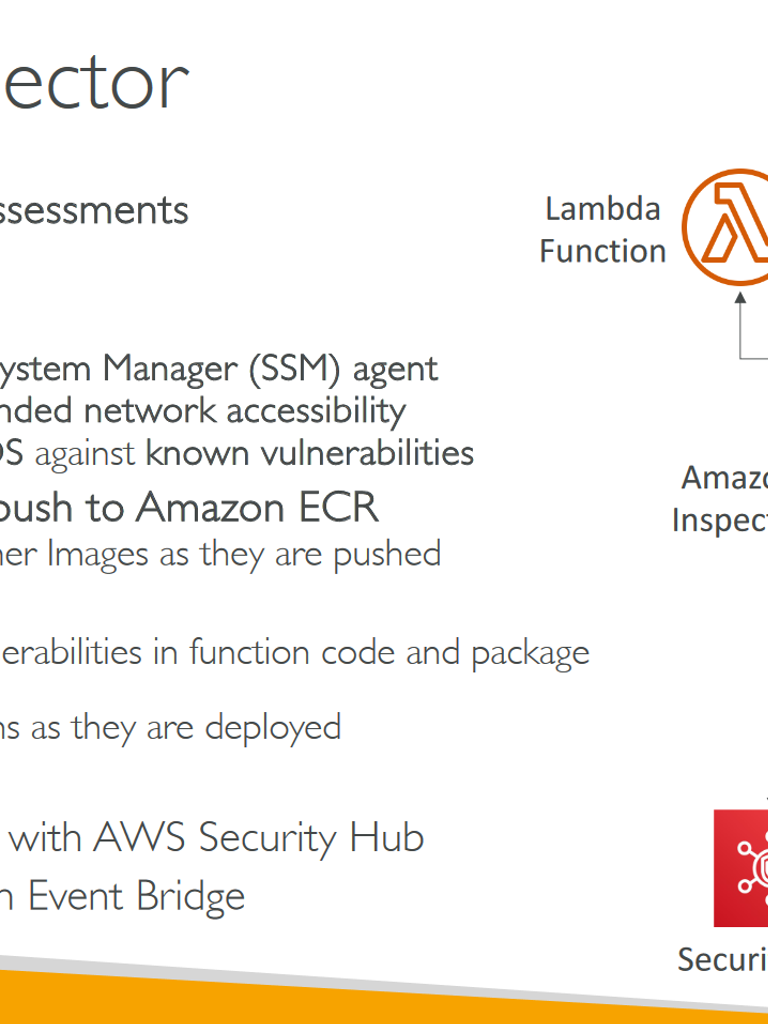 ector
ssessments
Lambda
Function
ystem Manager (SSM) agent
nded network accessibility
OS against known vulnerabilities
Amazo
Inspect
push to Amazon ECR
ner Images as they are pushed
erabilities in function code and package
ns as they are deployed
with AWS Security Hub
n Event Bridge
Securi